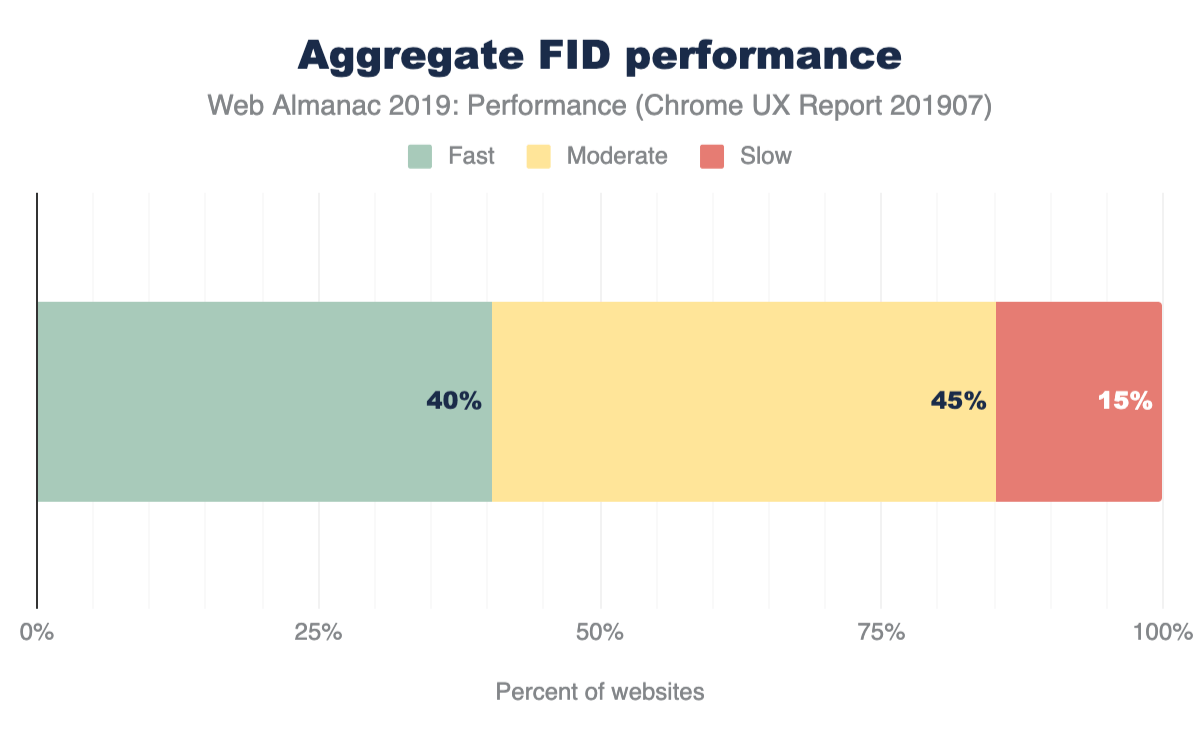 Aggregate FID performance
Web Almanac 2019: Performance (Chrome UX Report 201907)
Fast Moderate Slow
40% 45% 15%
0% 25% 50% 75% 100%
Percent of websites